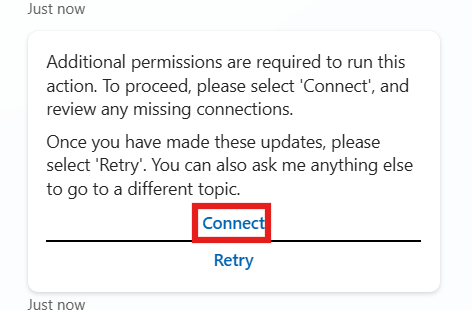 Just now
Additional permissions are required to run this
action. To proceed, please select 'Connect', and
review any missing connections.
Once you have made these updates, please
select 'Retry'. You can also ask me anything else
to go to a different topic.
Connect
Retry
Just now